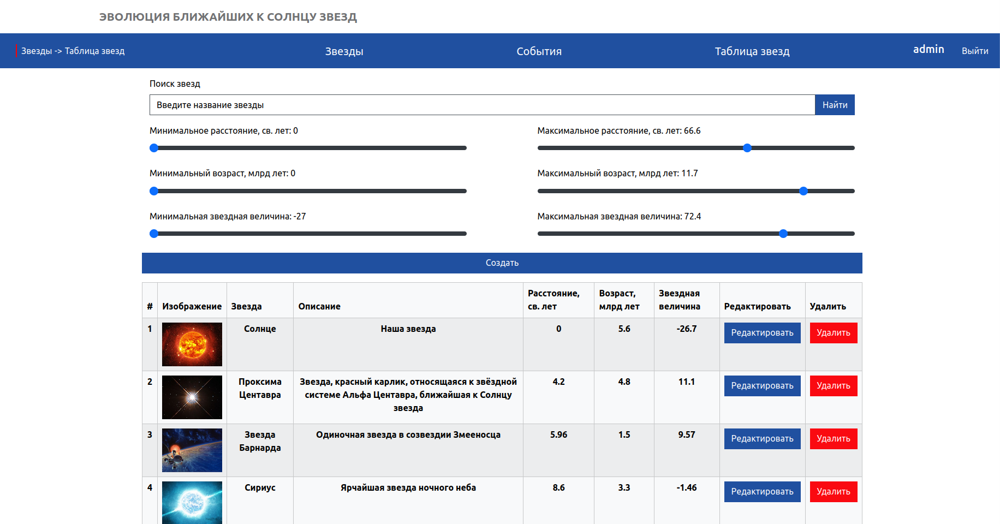 ЭВОЛЮЦИЯ БЛИЖАЙШИХ К СОЛНЦУ ЗВЕЗД
Звезды -> Таблица звезд
Звезды
События
Таблица звезд
admin
Выйти
Поиск звезд
Введите название звезды
Найти
Минимальное расстояние, св. лет: 0
Максимальное расстояние, св. лет: 66.6
Минимальный возраст, млрд лет: 0
Максимальный возраст, млрд лет: 11.7
Минимальная звездная величина: -27
Максимальная звездная величина: 72.4
Создать
#
Изображение
Звезда
Описание
Расстояние,
св. лет
Возраст,
млрд лет
Звездная
величина
Редактировать
Удалить
1
Солнце
Наша звезда
0
5.6
-26.7
Редактировать
Удалить
2
Проксима
Центавра
Звезда, красный карлик, относящаяся к звёздной
системе Альфа Центавра, ближайшая к Солнцу
звезда
4.2
4.8
11.1
Редактировать
Удалить
3
Звезда
Барнарда
Одиночная звезда в созвездии Змееносца
5.96
1.5
9.57
Редактировать
Удалить
4
Сириус
Ярчайшая звезда ночного неба
8.6
3.3
-1.46
Редактировать
Удалить